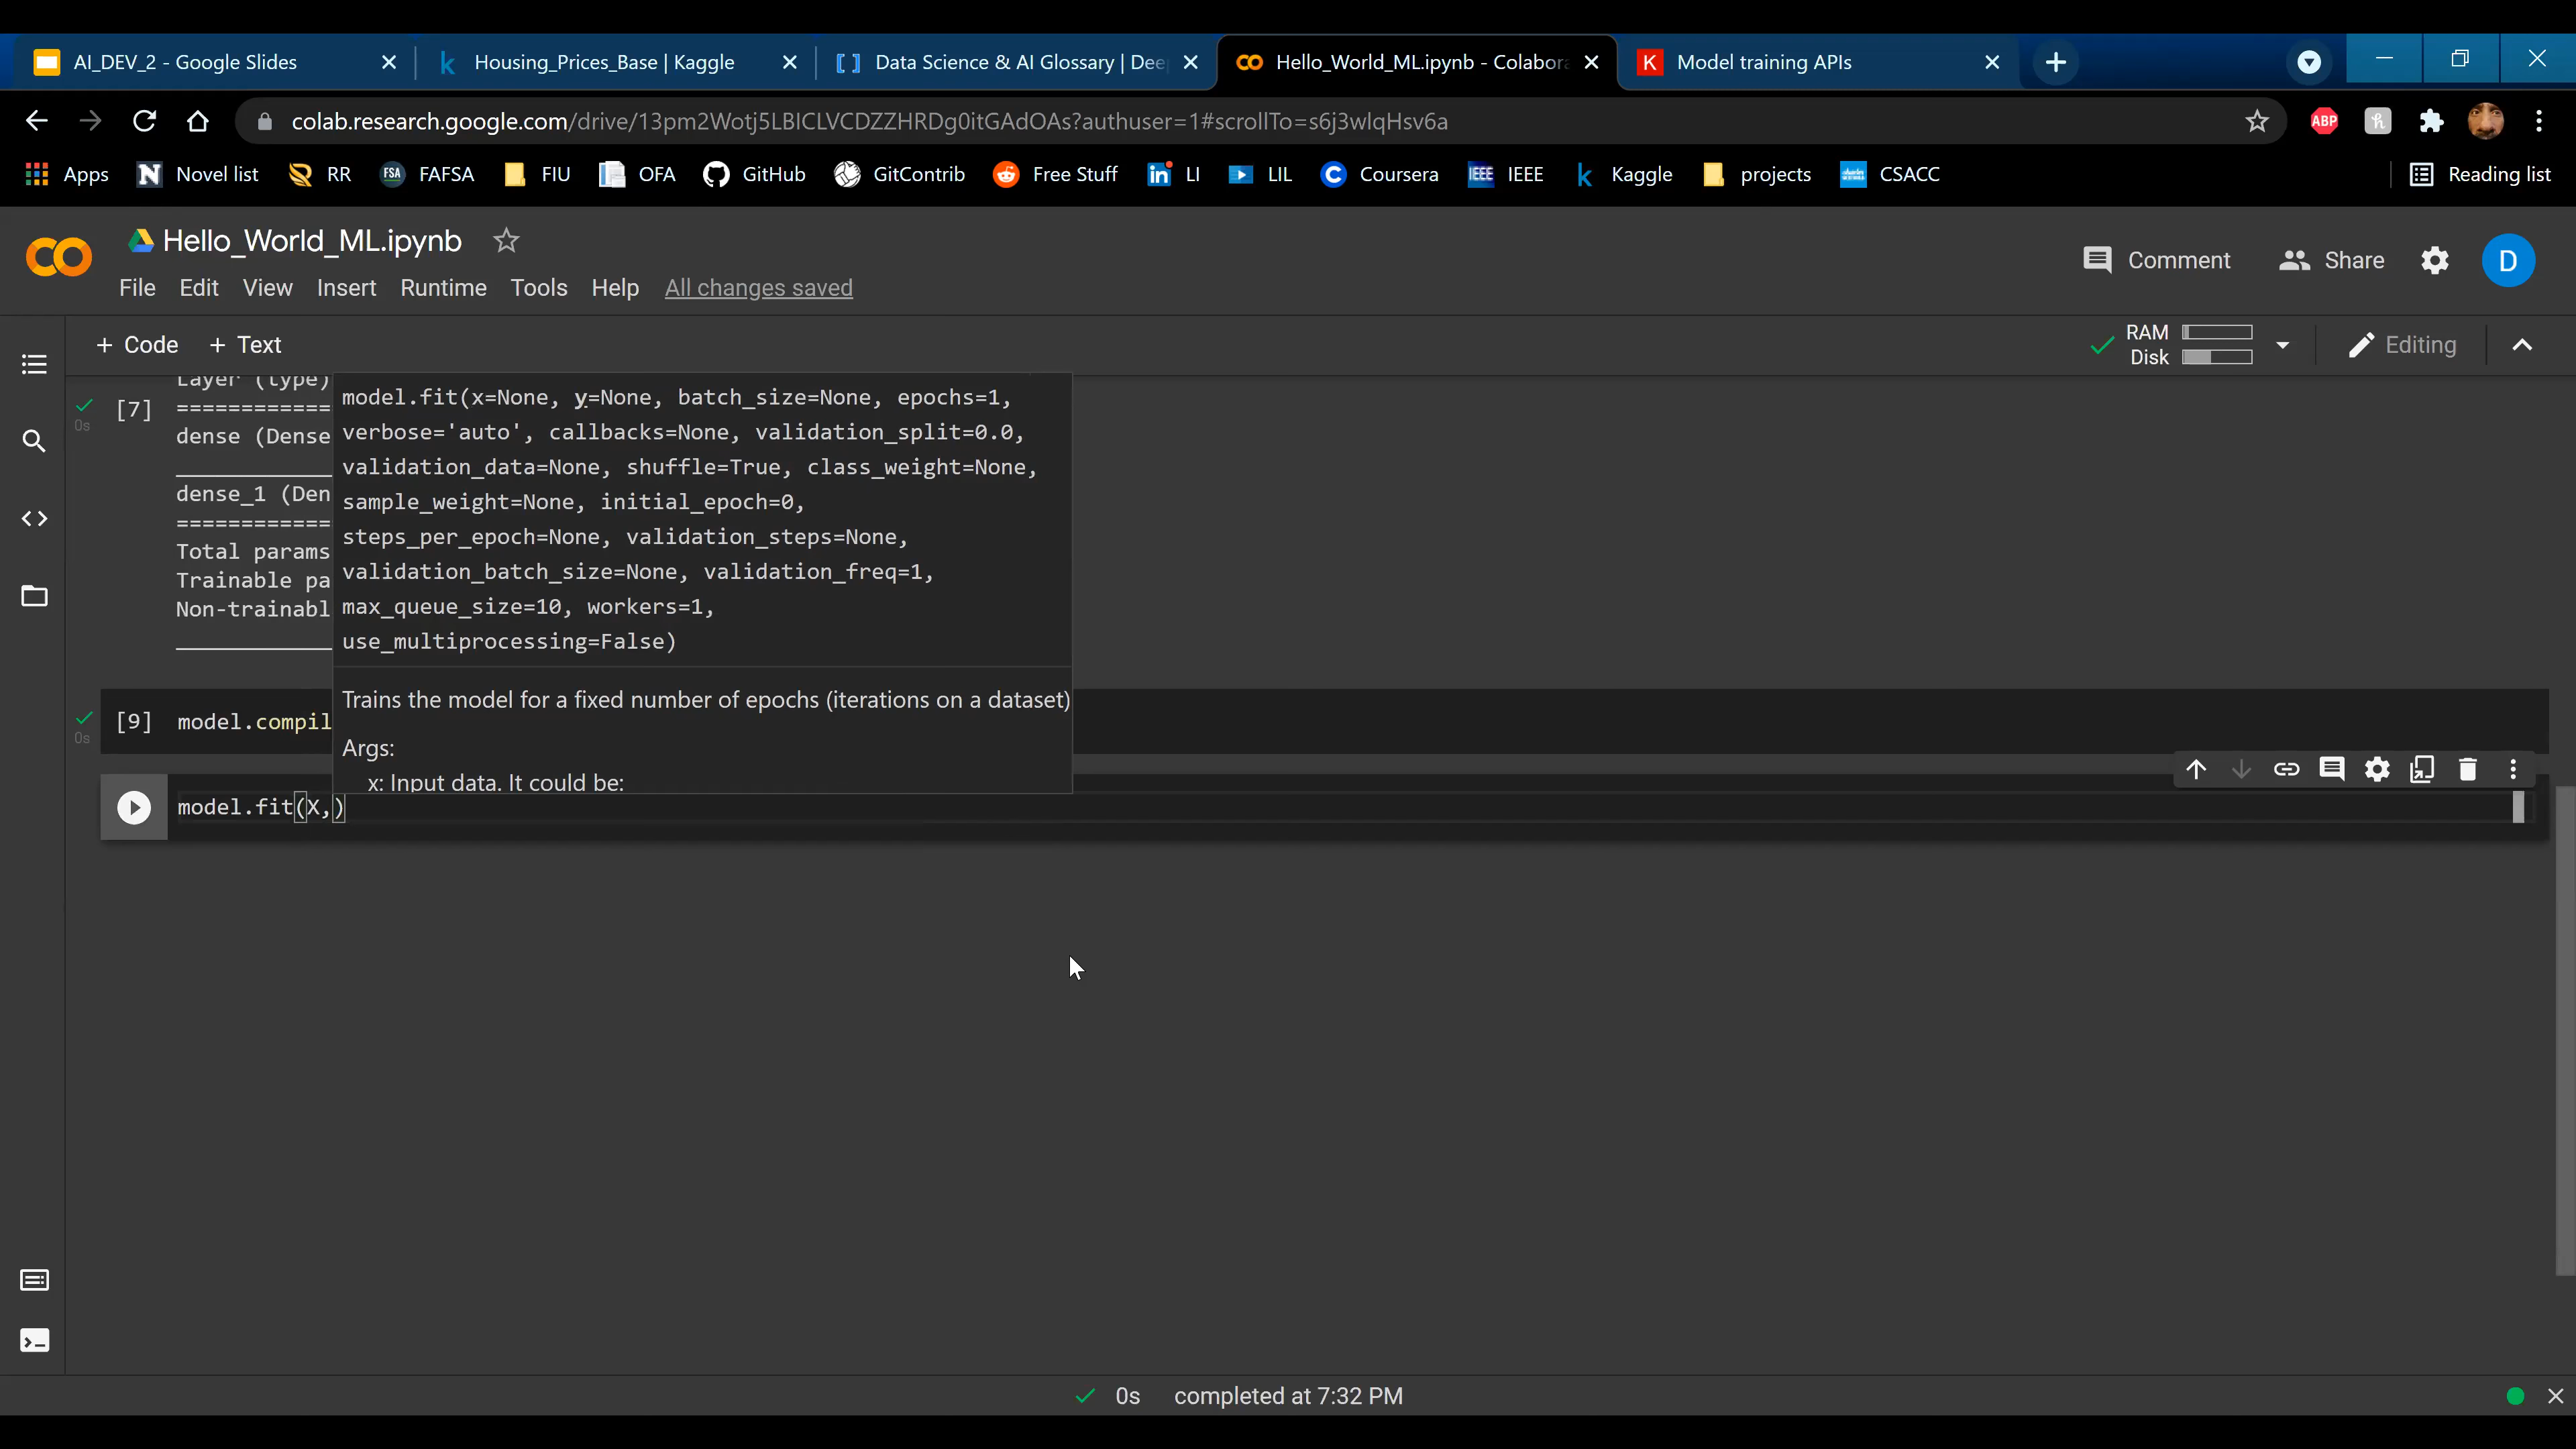 AI_DEV_2 - Google Slides
Housing_Prices_Base | Kaggle
Data Science & AI Glossary | Dee
Hello_World_ML.ipynb - Colabora
K Model training APIs
colab.research.google.com/drive/13pm2Wotj5LBICLVCDZZHRDg0itGAdOAs?authuser=1#scrollTo=s6j3wlqHsv6a
ABP
Apps
N Novel list
RR
FSA FAFSA
FIU
OFA
GitHub
GitContrib
Free Stuff
in LI
LIL
C Coursera
IEEE IEEE
k Kaggle
projects
CSACC
Reading list
Hello_World_ML.ipynb
File Edit View Insert Runtime Tools Help All changes saved
Comment
Share
D
+ Code + Text
RAM
Disk
Editing
Layer (type)
[7] =============
0s
dense (Dense
dense_1 (Den
=============
Total params
Trainable pa
Non-trainabl
model.fit(x=None, y=None, batch_size=None, epochs=1,
verbose='auto', callbacks=None, validation_split=0.0,
validation_data=None, shuffle=True, class_weight=None,
sample_weight=None, initial_epoch=0,
steps_per_epoch=None, validation_steps=None,
validation_batch_size=None, validation_freq=1,
max_queue_size=10, workers=1,
use_multiprocessing=False)
Trains the model for a fixed number of epochs (iterations on a dataset)
Args:
x: Input data. It could be:
[9] model.compil
0s
model.fit(X,)
0s completed at 7:32 PM